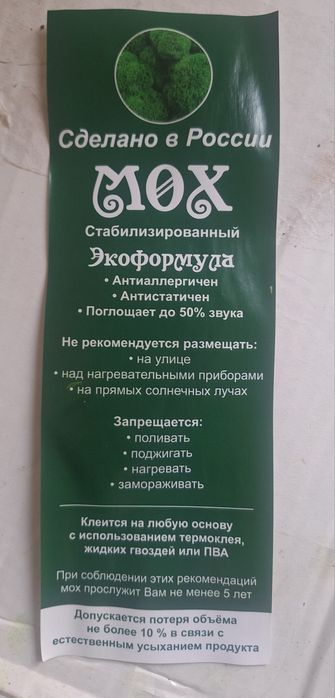 Сделано в России
МОХ
Стабилизированный
Экоформула
• Антиаллергичен
• Антистатичен
• Поглощает до 50% звука
Не рекомендуется размещать:
• на улице
• над нагревательными приборами
• на прямых солнечных лучах
Запрещается:
• поливать
• поджигать
• нагревать
• замораживать
Клеится на любую основу
с использованием термоклея,
жидких гвоздей или ПВА
При соблюдении этих рекомендаций
мох прослужит Вам не менее 5 лет
Допускается потеря объёма
не более 10 % в связи с
естественным усыханием продукта